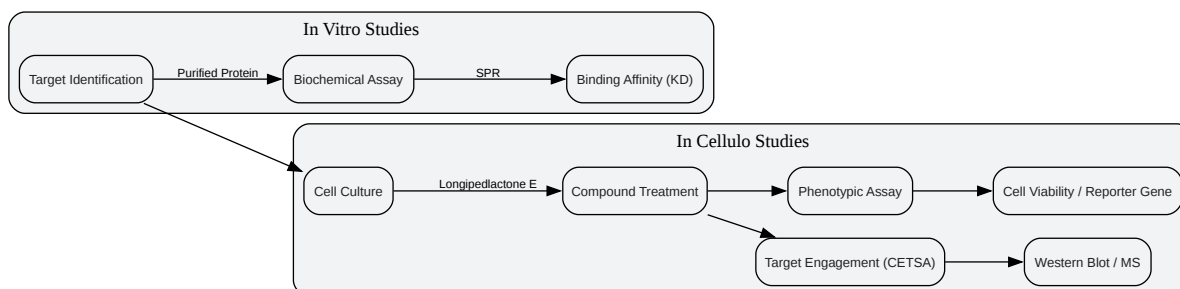 In Vitro Studies
Target Identification
Purified Protein
Biochemical Assay
SPR
Binding Affinity (KD)
In Cellulo Studies
Cell Culture
Longipedlactone E
Compound Treatment
Phenotypic Assay
Cell Viability / Reporter Gene
Target Engagement (CETSA)
Western Blot / MS